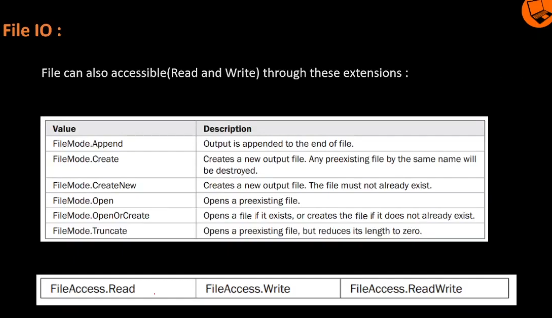 File IO :
File can also accessible(Read and Write) through these extensions :
Value Description
FileMode.Append Output is appended to the end of file.
FileMode.Create Creates a new output file. Any preexisting file by the same name will
be destroyed.
FileMode.CreateNew Creates a new output file. The file must not already exist.
FileMode.Open Opens a preexisting file.
FileMode.OpenOrCreate Opens a file if it exists, or creates the file if it does not already exist.
FileMode.Truncate Opens a preexisting file, but reduces its length to zero.
FileAccess.Read FileAccess.Write FileAccess.ReadWrite